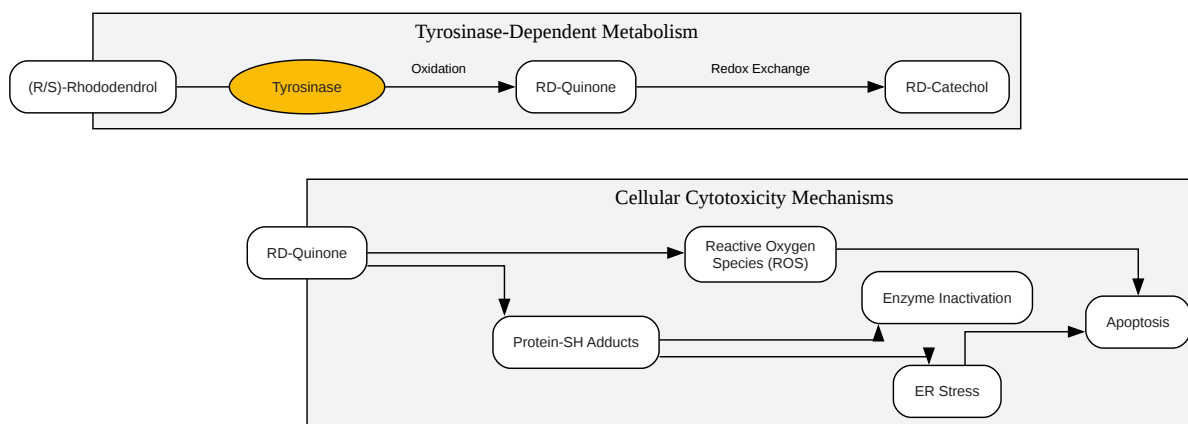 Tyrosinase-Dependent Metabolism
(R/S)-Rhododendrol
Tyrosinase
Oxidation
RD-Quinone
Redox Exchange
RD-Catechol
Cellular Cytotoxicity Mechanisms
RD-Quinone
Reactive Oxygen
Species (ROS)
Enzyme Inactivation
Apoptosis
Protein-SH Adducts
ER Stress